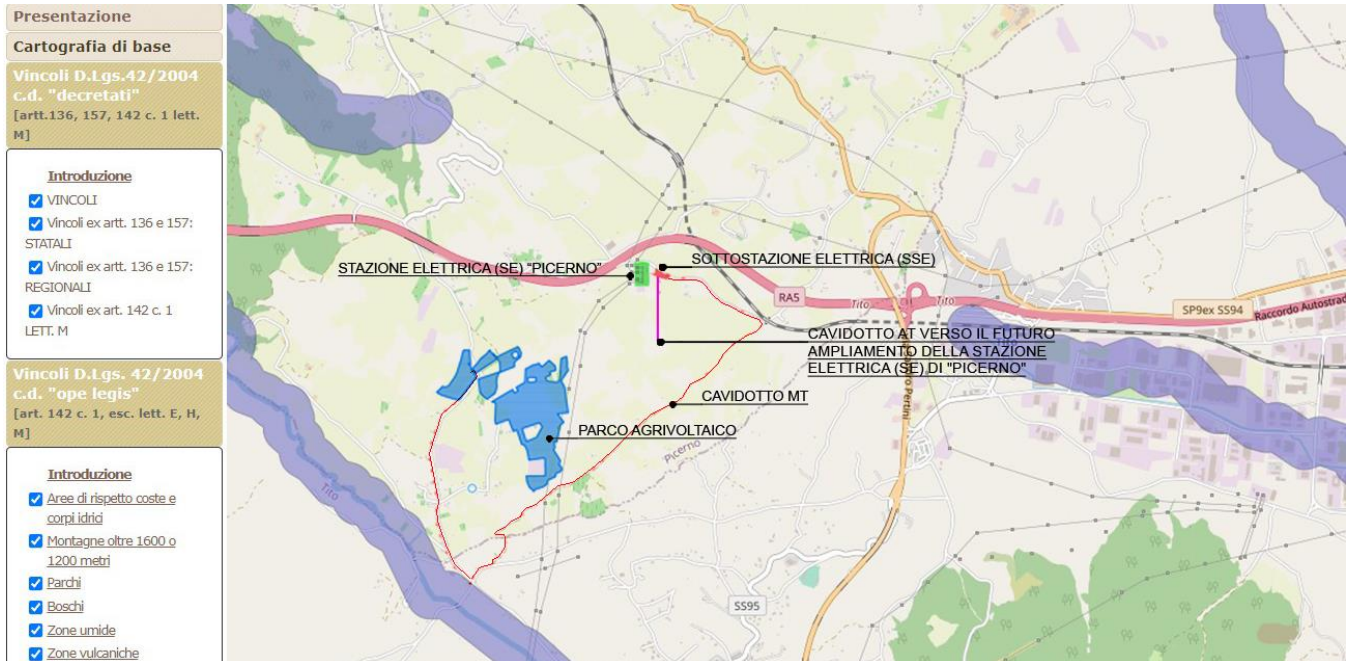 Presentazione
Cartografia di base
Vincoli D.Lgs.42/2004
c.d. "decretati"
[artt.136, 157, 142 c. 1 lett.
M]
Introduzione
VINCOLI
Vincoli ex artt. 136 e 157:
STATALI
Vincoli ex artt. 136 e 157:
REGIONALI
Vincoli ex art. 142 c. 1
LETT. M
Vincoli D.Lgs. 42/2004
c.d. "ope legis"
[art. 142 c. 1, esc. lett. E, H,
M]
Introduzione
Aree di rispetto coste e
corpi idrici
Montagne oltre 1600 o
1200 metri
Parchi
Boschi
Zone umide
Zone vulcaniche
STAZIONE ELETTRICA (SE) "PICERNO"
SOTTOSTAZIONE ELETTRICA (SSE)
RA5
Tito
Tito
SP9ex SS94
Raccordo Autostrad
CAVIDOTTO AT VERSO IL FUTURO
AMPLIAMENTO DELLA STAZIONE
ELETTRICA (SE) DI "PICERNO"
CAVIDOTTO MT
PARCO AGRIVOLTAICO
Picerno
Tito
SS95